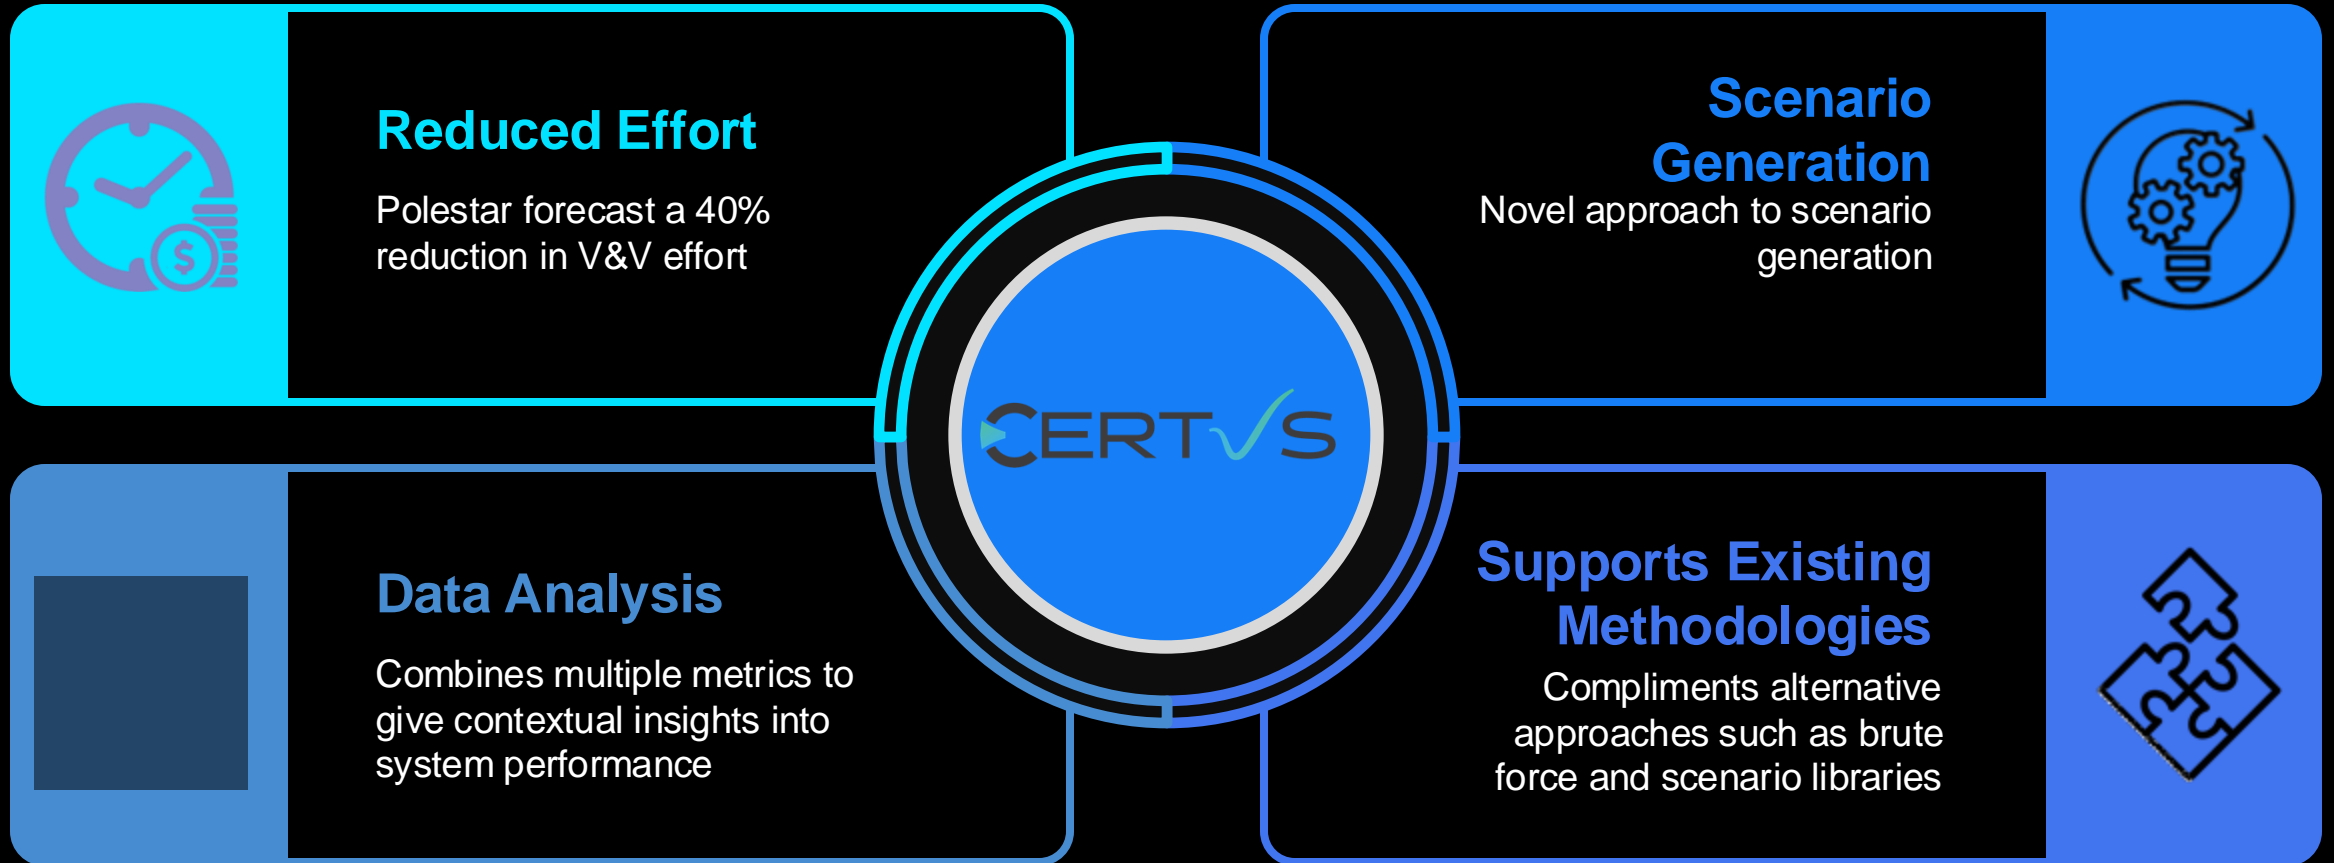 Reduced Effort
Polestar forecast a 40%
reduction in V&V effort
Scenario
Generation
Novel approach to scenario
generation
CERTVS
Data Analysis
Combines multiple metrics to
give contextual insights into
system performance
Supports Existing
Methodologies
Compliments alternative
approaches such as brute
force and scenario libraries